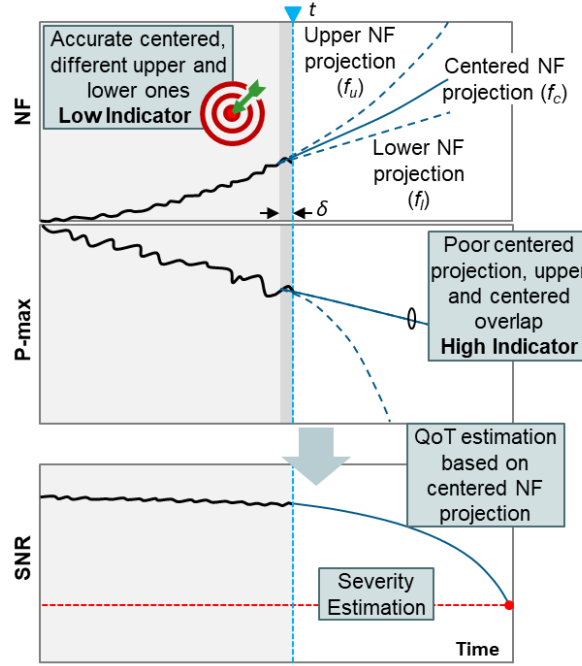 t
Accurate centered,
different upper and
lower ones
Low Indicator
Upper NF
projection
(fu)
Centered NF
projection (fc)
Lower NF
projection
(fl)
NF
δ
Poor centered
projection, upper
and centered
overlap
High Indicator
P-max
QoT estimation
based on
centered NF
projection
SNR
Severity
Estimation
Time